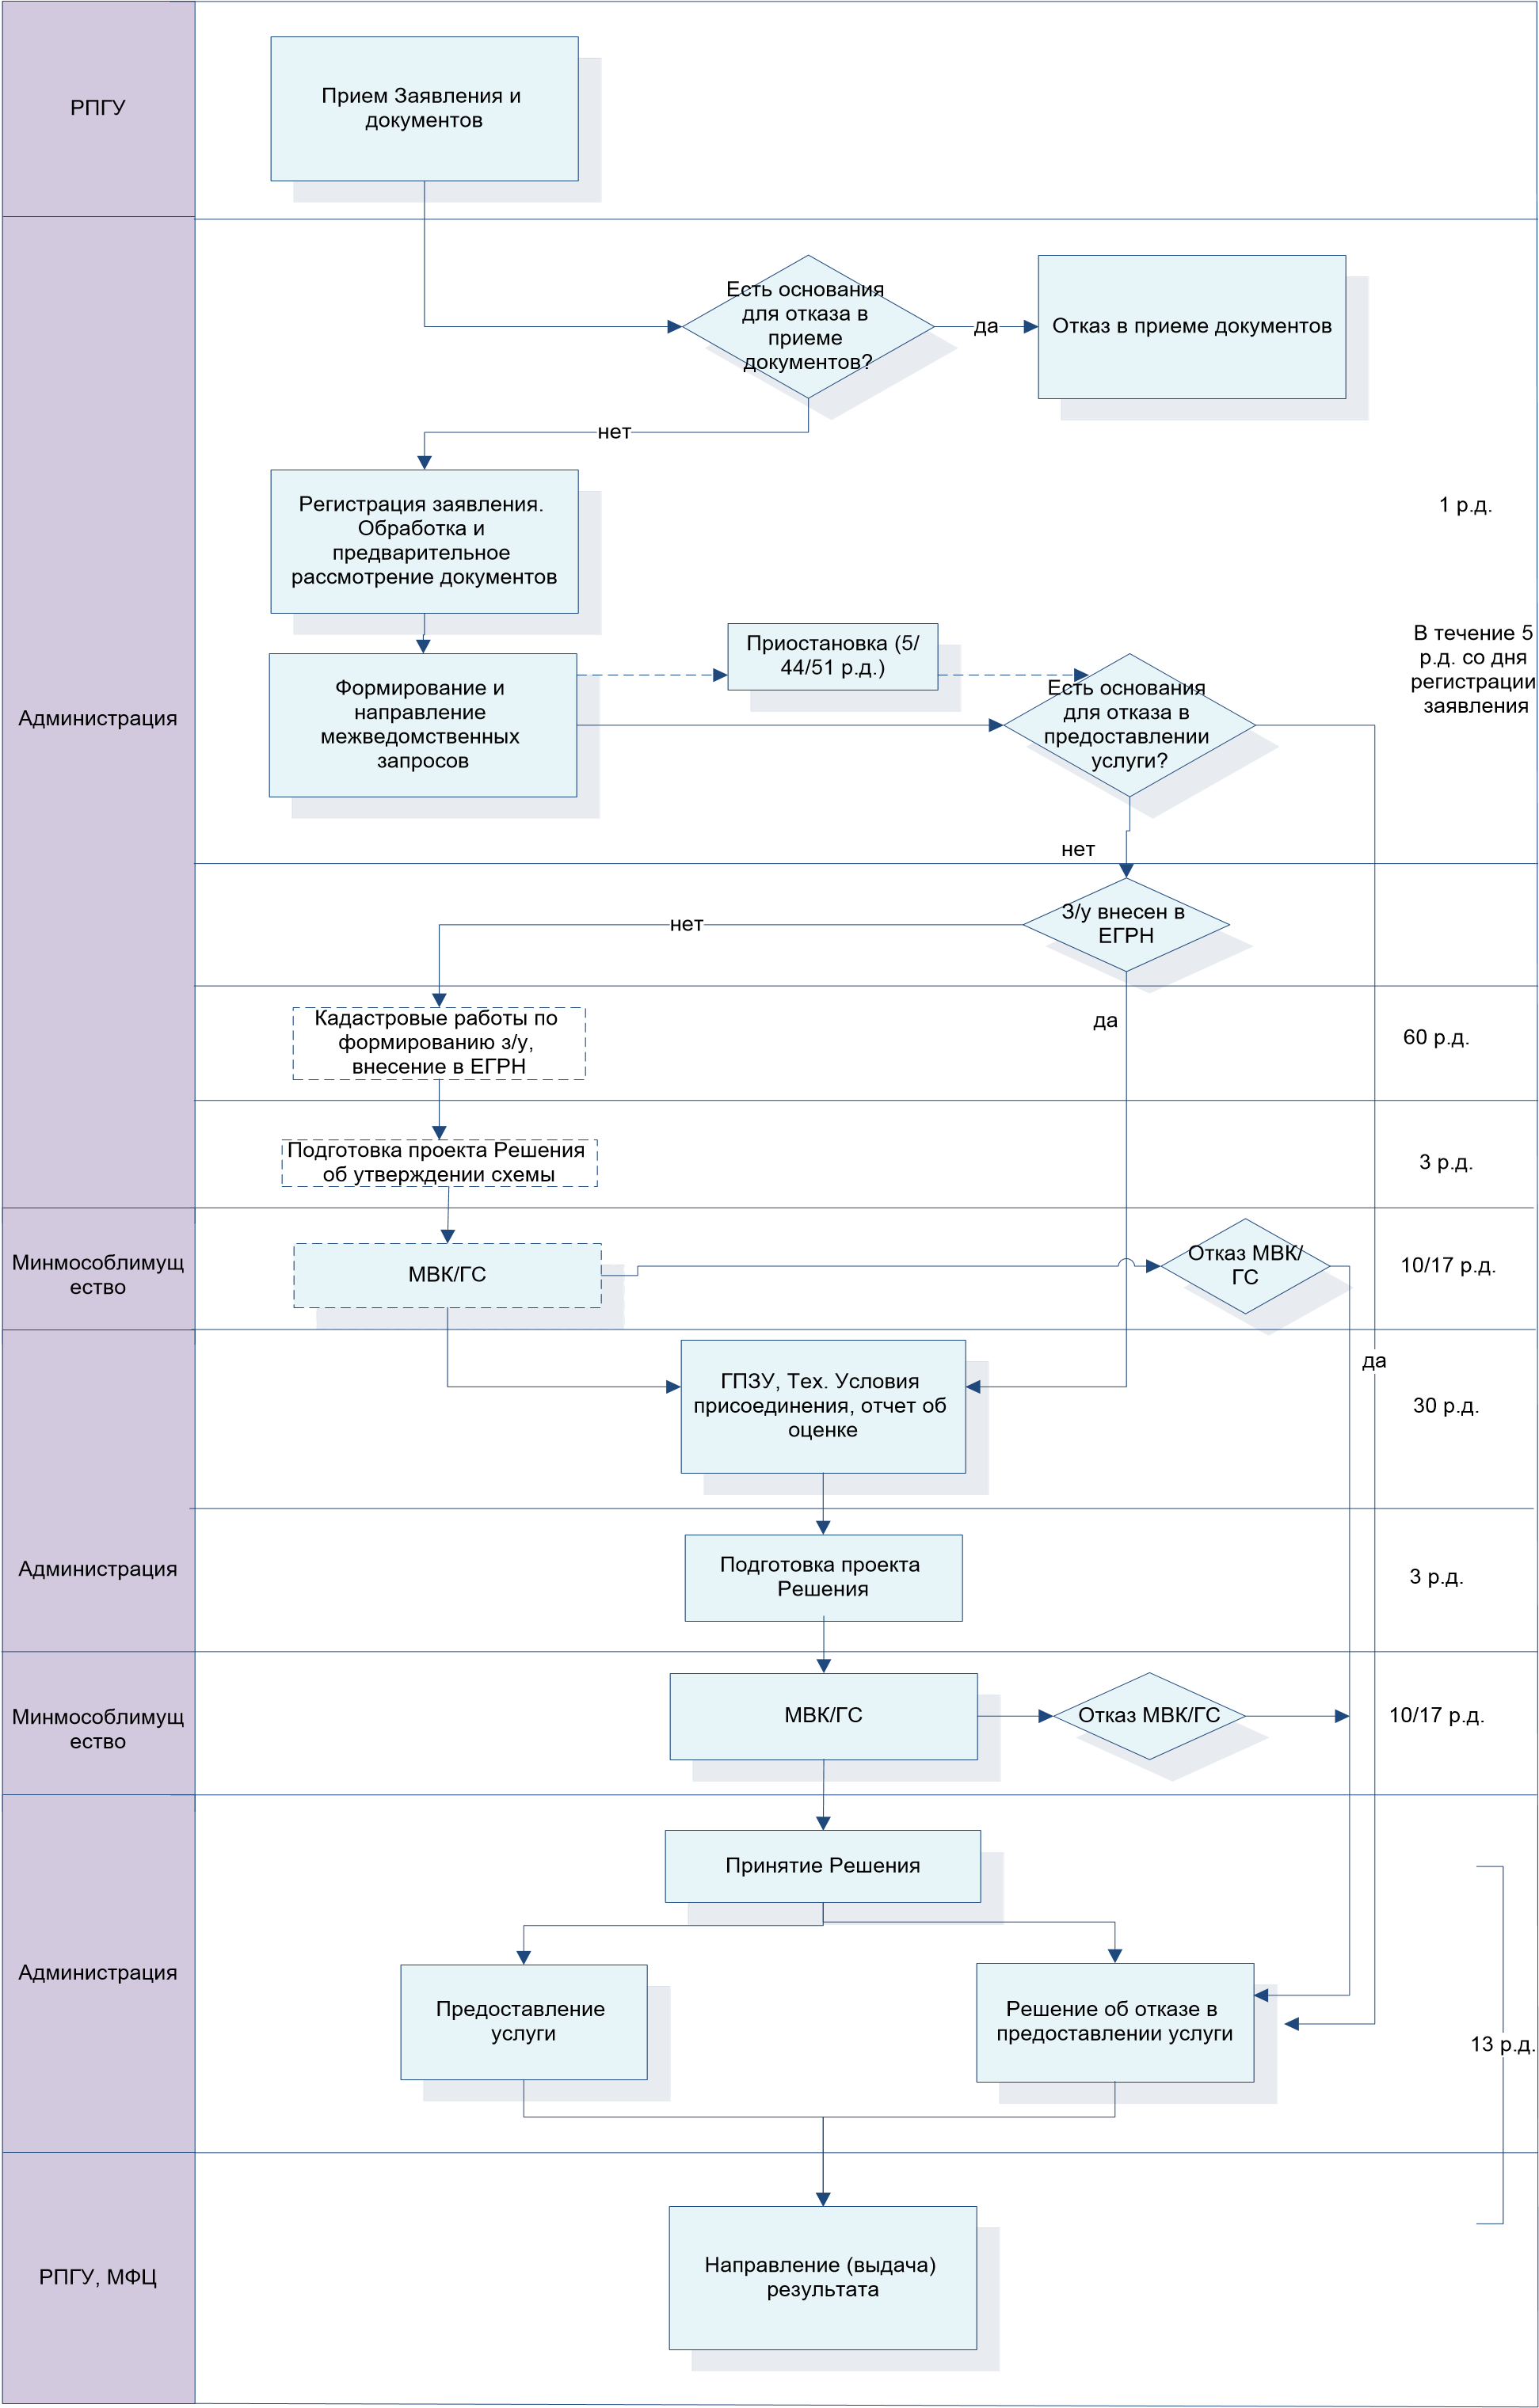 РПГУ
Прием Заявления и
документов
Администрация
Есть основания
для отказа в
приеме
документов?
да
Отказ в приеме документов
нет
Регистрация заявления.
Обработка и
предварительное
рассмотрение документов
1 р.д.
Формирование и
направление
межведомственных
запросов
Приостановка (5/
44/51 р.д.)
Есть основания
для отказа в
предоставлении
услуги?
В течение 5
р.д. со дня
регистрации
заявления
нет
З/у внесен в
ЕГРН
нет
да
Кадастровые работы по
формированию з/у,
внесение в ЕГРН
60 р.д.
Подготовка проекта Решения
об утверждении схемы
3 р.д.
Минмособлимущ
ество
МВК/ГС
Отказ МВК/
ГС
10/17 р.д.
да
ГПЗУ, Тех. Условия
присоединения, отчет об
оценке
30 р.д.
Администрация
Подготовка проекта
Решения
3 р.д.
Минмособлимущ
ество
МВК/ГС
Отказ МВК/ГС
10/17 р.д.
Администрация
Принятие Решения
Предоставление
услуги
Решение об отказе в
предоставлении услуги
13 р.д.
РПГУ, МФЦ
Направление (выдача)
результата